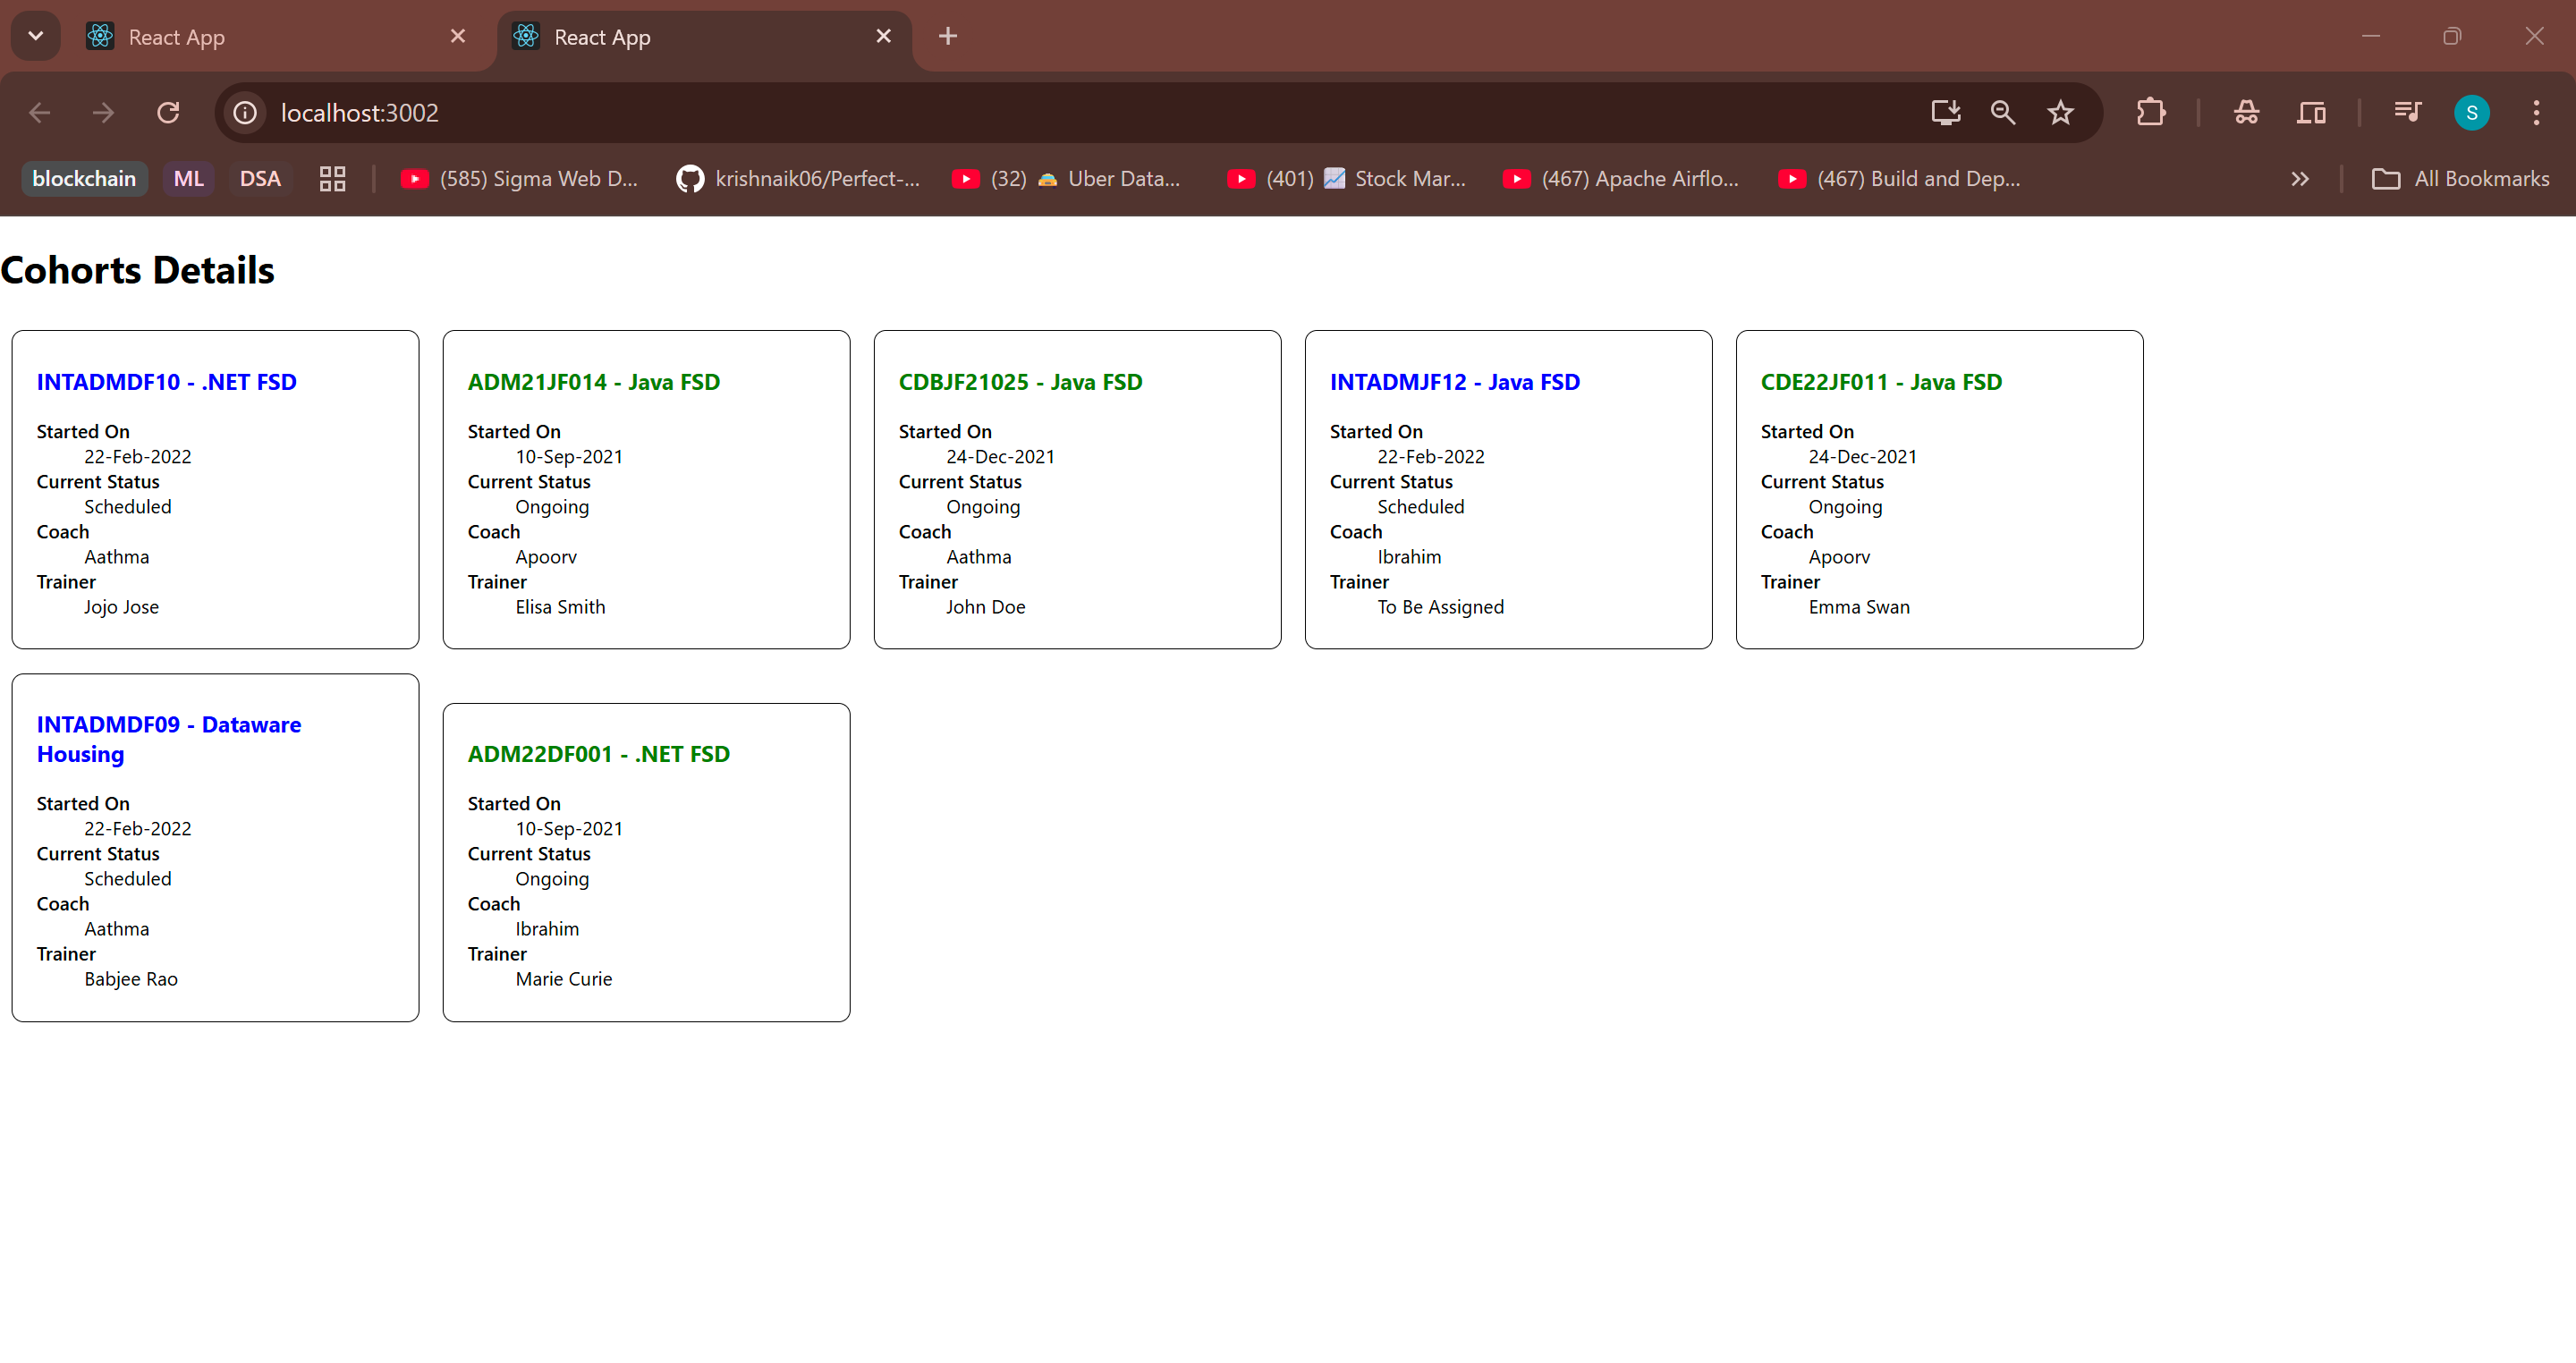 React App
React App
localhost:3002
S
blockchain
ML
DSA
(585) Sigma Web D...
krishnaik06/Perfect-...
(32) 🚖 Uber Data...
(401) 📈 Stock Mar...
(467) Apache Airflo...
(467) Build and Dep...
All Bookmarks
Cohorts Details
INTADMDF10 - .NET FSD
Started On
22-Feb-2022
Current Status
Scheduled
Coach
Aathma
Trainer
Jojo Jose
ADM21JF014 - Java FSD
Started On
10-Sep-2021
Current Status
Ongoing
Coach
Apoorv
Trainer
Elisa Smith
CDBJF21025 - Java FSD
Started On
24-Dec-2021
Current Status
Ongoing
Coach
Aathma
Trainer
John Doe
INTADMJF12 - Java FSD
Started On
22-Feb-2022
Current Status
Scheduled
Coach
Ibrahim
Trainer
To Be Assigned
CDE22JF011 - Java FSD
Started On
24-Dec-2021
Current Status
Ongoing
Coach
Apoorv
Trainer
Emma Swan
INTADMDF09 - Dataware
Housing
Started On
22-Feb-2022
Current Status
Scheduled
Coach
Aathma
Trainer
Babjee Rao
ADM22DF001 - .NET FSD
Started On
10-Sep-2021
Current Status
Ongoing
Coach
Ibrahim
Trainer
Marie Curie